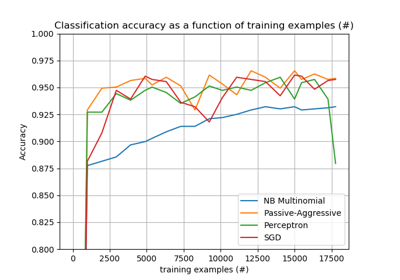 Classification accuracy as a function of training examples (#)
1.000
0.975
0.950
0.925
0.900
0.875
0.850
0.825
0.800
Accuracy
NB Multinomial
Passive-Aggressive
Perceptron
SGD
0 2500 5000 7500 10000 12500 15000 17500
training examples (#)